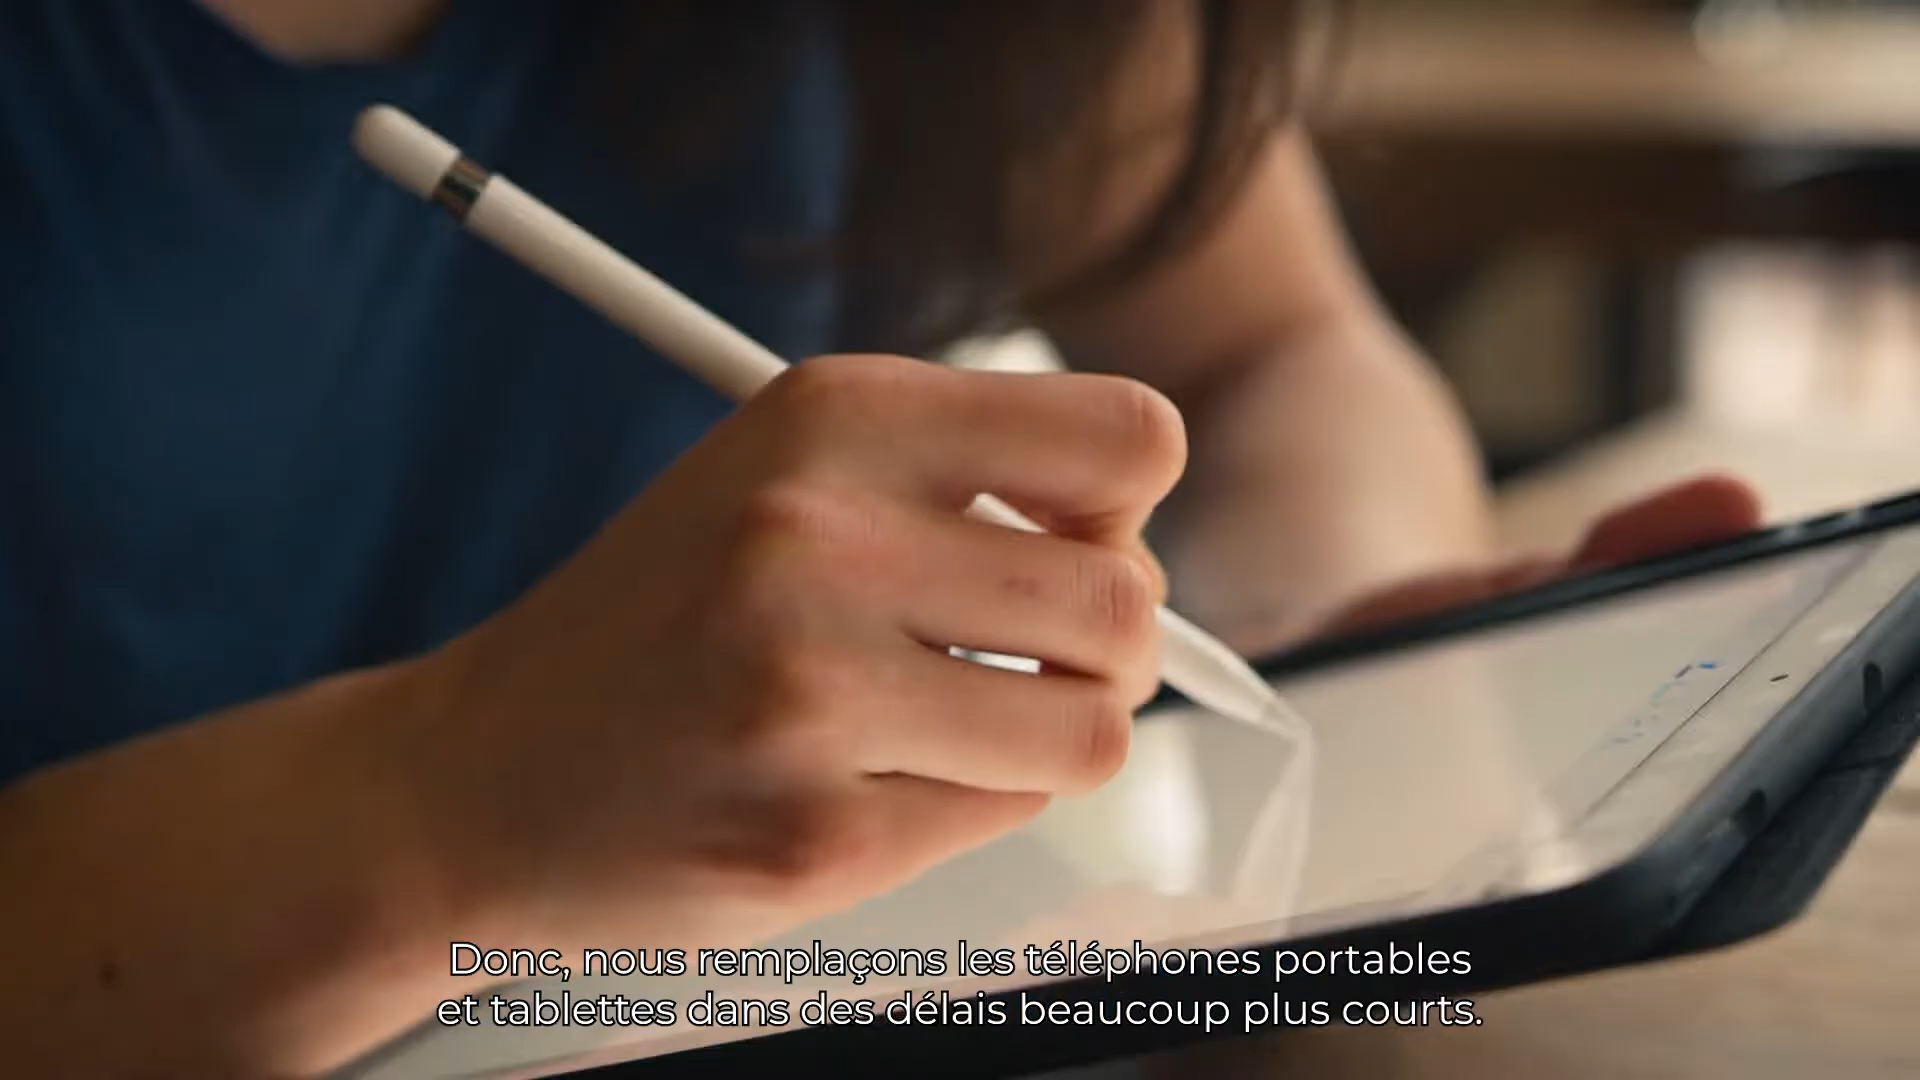 Donc, nous remplaçons les téléphones portables
et tablettes dans des délais beaucoup plus courts.